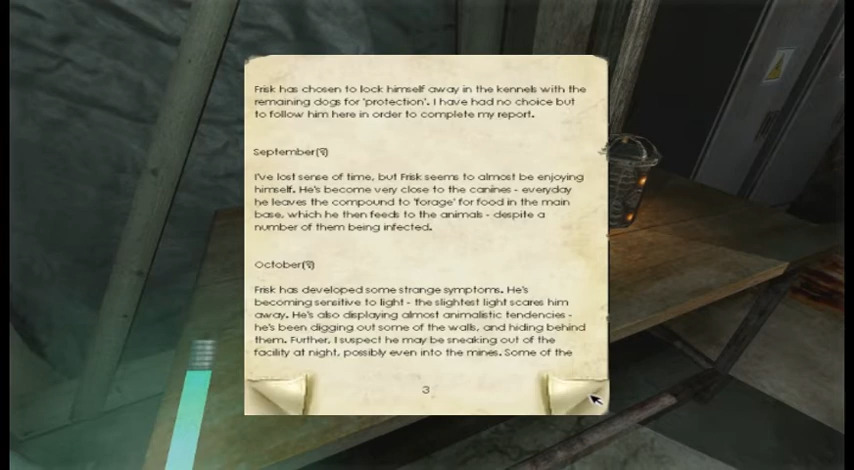 Frisk has chosen to lock himself away in the kennels with the
remaining dogs for 'protection'. I have had no choice but
to follow him here in order to complete my report.
September(?)
I've lost sense of time, but Frisk seems to almost be enjoying
himself. He's become very close to the canines - everyday
he leaves the compound to 'forage' for food in the main
base, which he then feeds to the animals - despite a
number of them being infected.
October(?)
Frisk has developed some strange symptoms. He's
becoming sensitive to light - the slightest light scares him
away. He's also displaying almost animalistic tendencies -
he's been digging out some of the walls, and hiding behind
them. Further, I suspect he may be sneaking out of the
facility at night, possibly even into the mines. Some of the
3